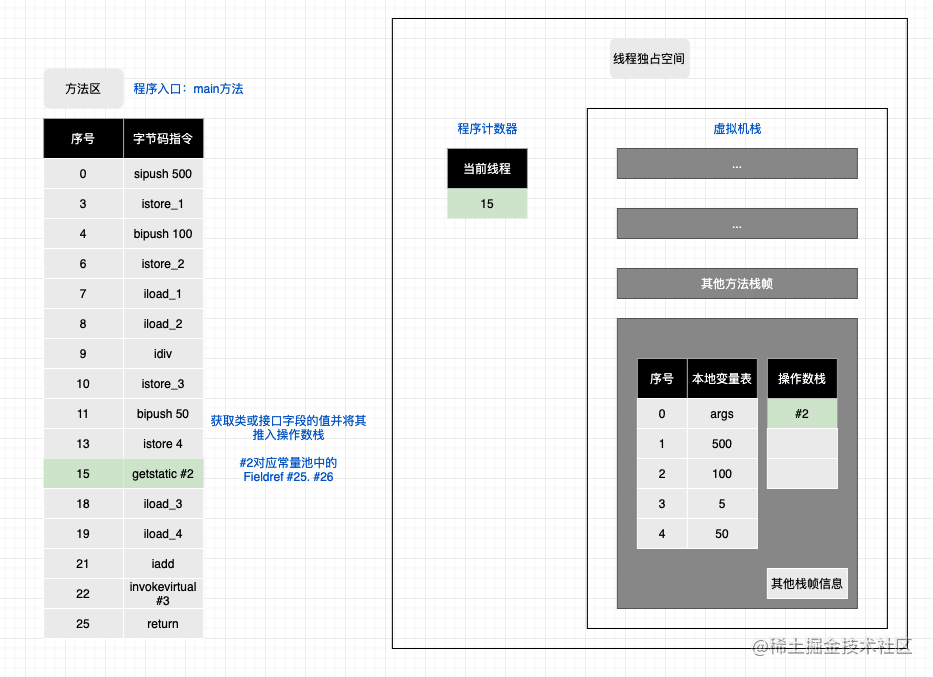 方法区
程序入口：main方法
序号 字节码指令
0 sipush 500
3 istore_1
4 bipush 100
6 istore_2
7 iload_1
8 iload_2
9 idiv
10 istore_3
11 bipush 50
13 istore 4
15 getstatic #2
18 iload_3
19 iload_4
21 iadd
22 invokevirtual
#3
25 return
获取类或接口字段的值并将其
推入操作数栈
#2对应常量池中的
Fieldref #25. #26
线程独占空间
程序计数器
当前线程
15
虚拟机栈
...
...
其他方法栈帧
序号 本地变量表
0 args
1 500
2 100
3 5
4 50
操作数栈
#2
其他栈帧信息
@稀土掘金技术社区